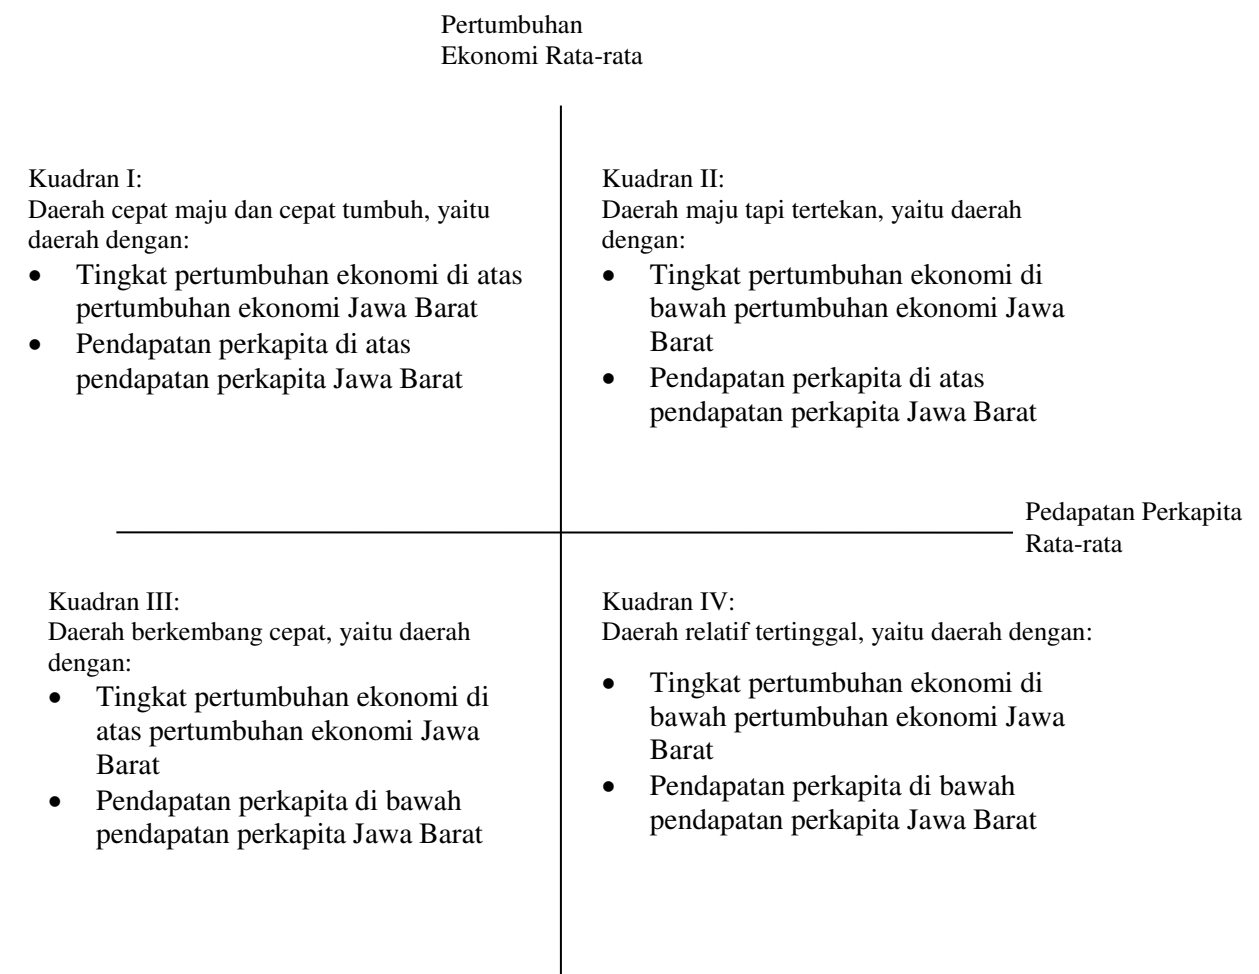 Pertumbuhan
Ekonomi Rata-rata
Kuadran I:
Daerah cepat maju dan cepat tumbuh, yaitu
daerah dengan:
• Tingkat pertumbuhan ekonomi di atas
pertumbuhan ekonomi Jawa Barat
• Pendapatan perkapita di atas
pendapatan perkapita Jawa Barat
Kuadran II:
Daerah maju tapi tertekan, yaitu daerah
dengan:
• Tingkat pertumbuhan ekonomi di
bawah pertumbuhan ekonomi Jawa
Barat
• Pendapatan perkapita di atas
pendapatan perkapita Jawa Barat
Pedapatan Perkapita
Rata-rata
Kuadran III:
Daerah berkembang cepat, yaitu daerah
dengan:
• Tingkat pertumbuhan ekonomi di
atas pertumbuhan ekonomi Jawa
Barat
• Pendapatan perkapita di bawah
pendapatan perkapita Jawa Barat
Kuadran IV:
Daerah relatif tertinggal, yaitu daerah dengan:
• Tingkat pertumbuhan ekonomi di
bawah pertumbuhan ekonomi Jawa
Barat
• Pendapatan perkapita di bawah
pendapatan perkapita Jawa Barat